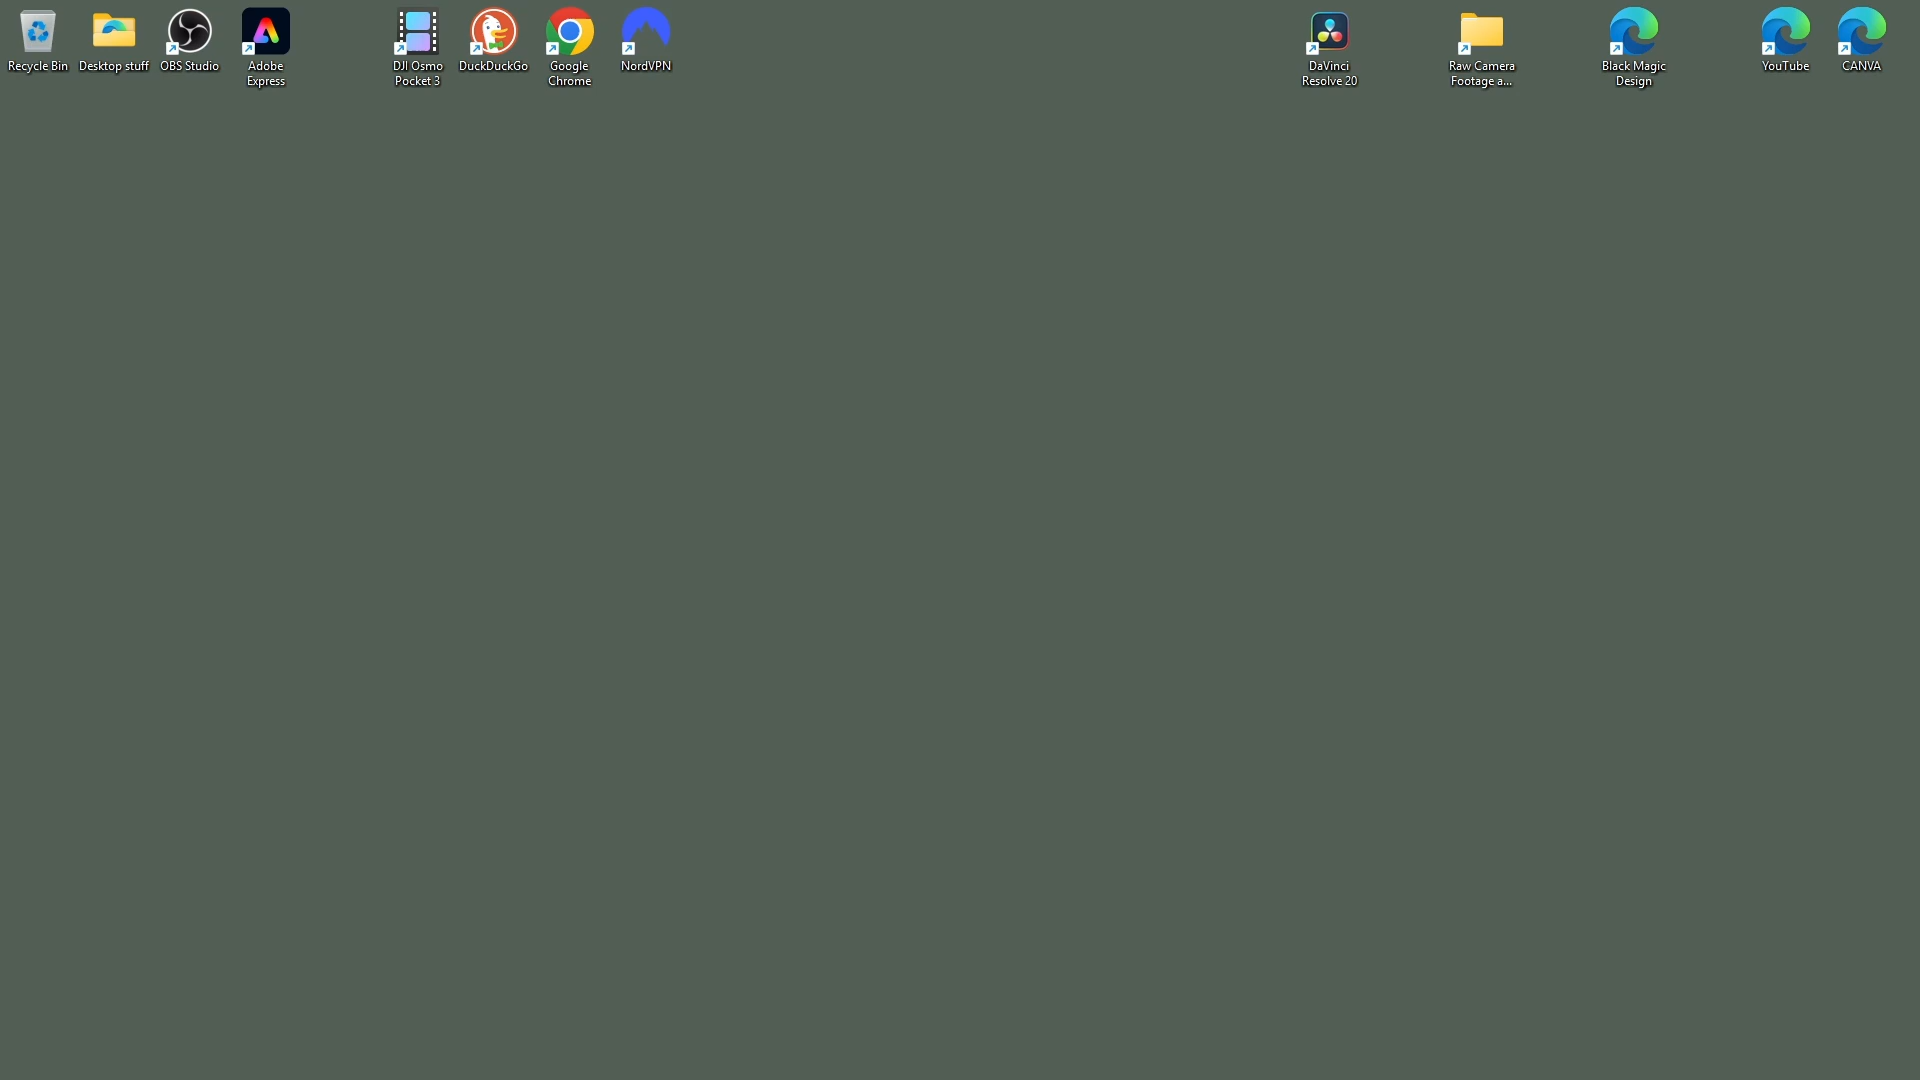 Recycle Bin
Desktop stuff
OBS Studio
Adobe
Express
DJI Osmo
Pocket 3
DuckDuckGo
Google
Chrome
NordVPN
DaVinci
Resolve 20
Raw Camera
Footage a...
Black Magic
Design
YouTube
CANVA